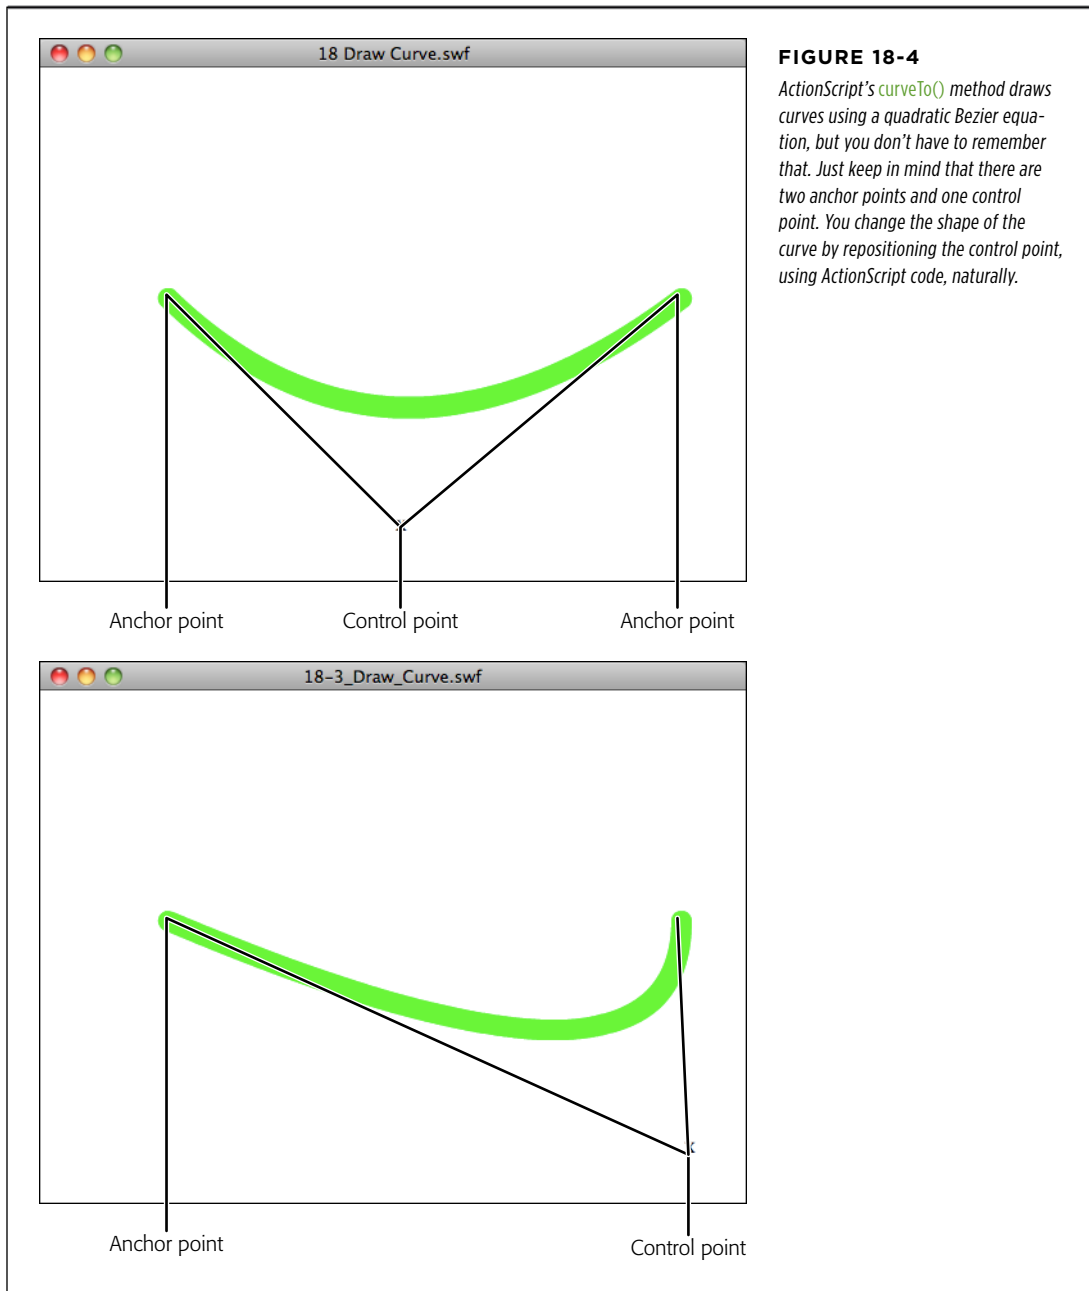 18 Draw Curve.swf
FIGURE 18-4
ActionScript's curveTo() method draws
curves using a quadratic Bezier equa-
tion, but you don't have to remember
that. Just keep in mind that there are
two anchor points and one control
point. You change the shape of the
curve by repositioning the control point,
using ActionScript code, naturally.
x
Anchor point
Control point
Anchor point
18-3_Draw_Curve.swf
x
Anchor point
Control point